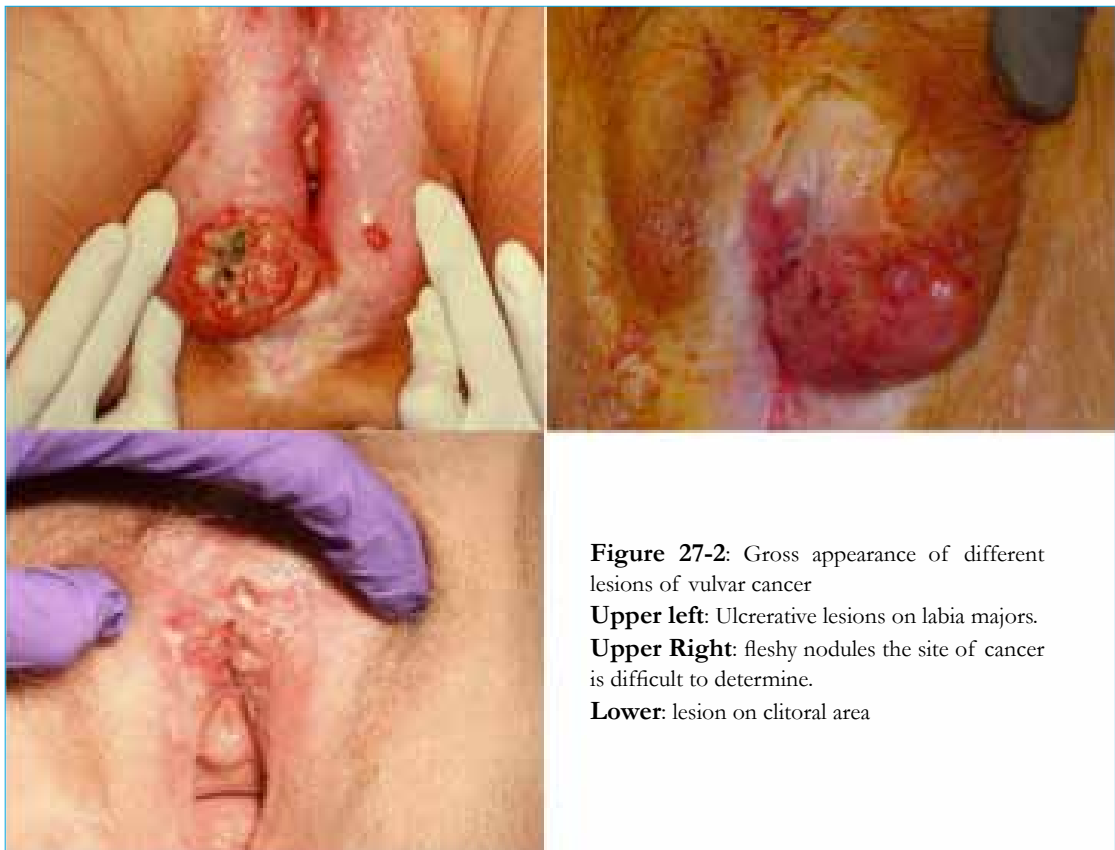 Figure 27-2: Gross appearance of different
lesions of vulvar cancer
Upper left: Ulcrerative lesions on labia majors.
Upper Right: fleshy nodules the site of cancer
is difficult to determine.
Lower: lesion on clitoral area